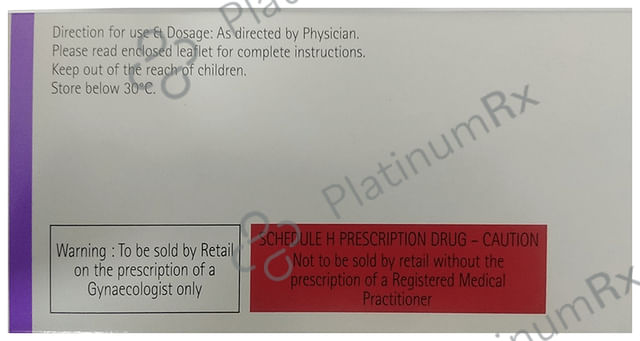 Direction for use & Dosage: As directed by Physician.
Please read enclosed leaflet for complete instructions.
Keep out of the reach of children.
Store below 30°C.
Warning : To be sold by Retail
on the prescription of a
Gynaecologist only
SCHEDULE H PRESCRIPTION DRUG – CAUTION
Not to be sold by retail without the
prescription of a Registered Medical
Practitioner
Platinum
PlatinumRx
inumRx